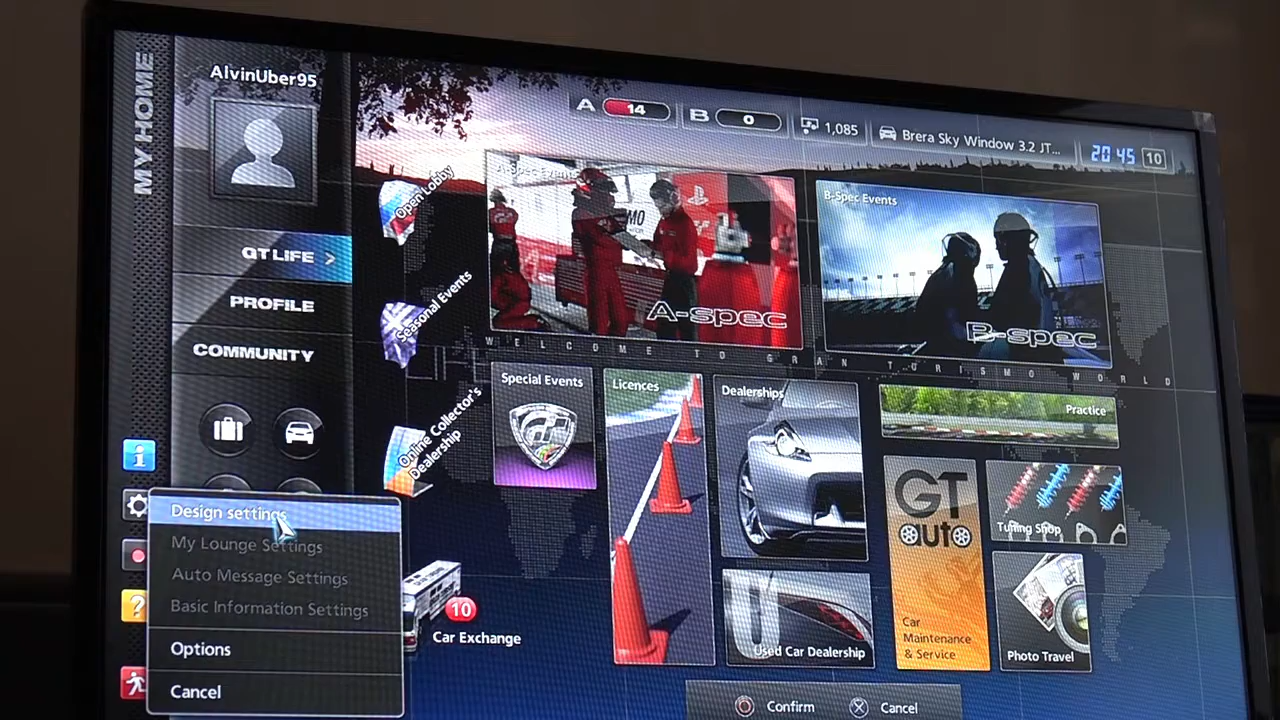 MY HOME
AlvinUber95
GT LIFE >
PROFILE
COMMUNITY
A 14
B 0
1,085
Brera Sky Window 3.2 JT...
20 45 10
Open Lobby
Seasonal Events
Online Collector's
Dealership
A-Spec Events
A-spec
B-Spec Events
B-spec
WELCOME TO GRAN TURISMO WORLD
Special Events
Licences
Dealerships
Practice
GT
auto
Car
Maintenance
& Service
Tuning Shop
Used Car Dealership
Photo Travel
10
Car Exchange
Design settings
My Lounge Settings
Auto Message Settings
Basic Information Settings
Options
Cancel
Confirm
Cancel